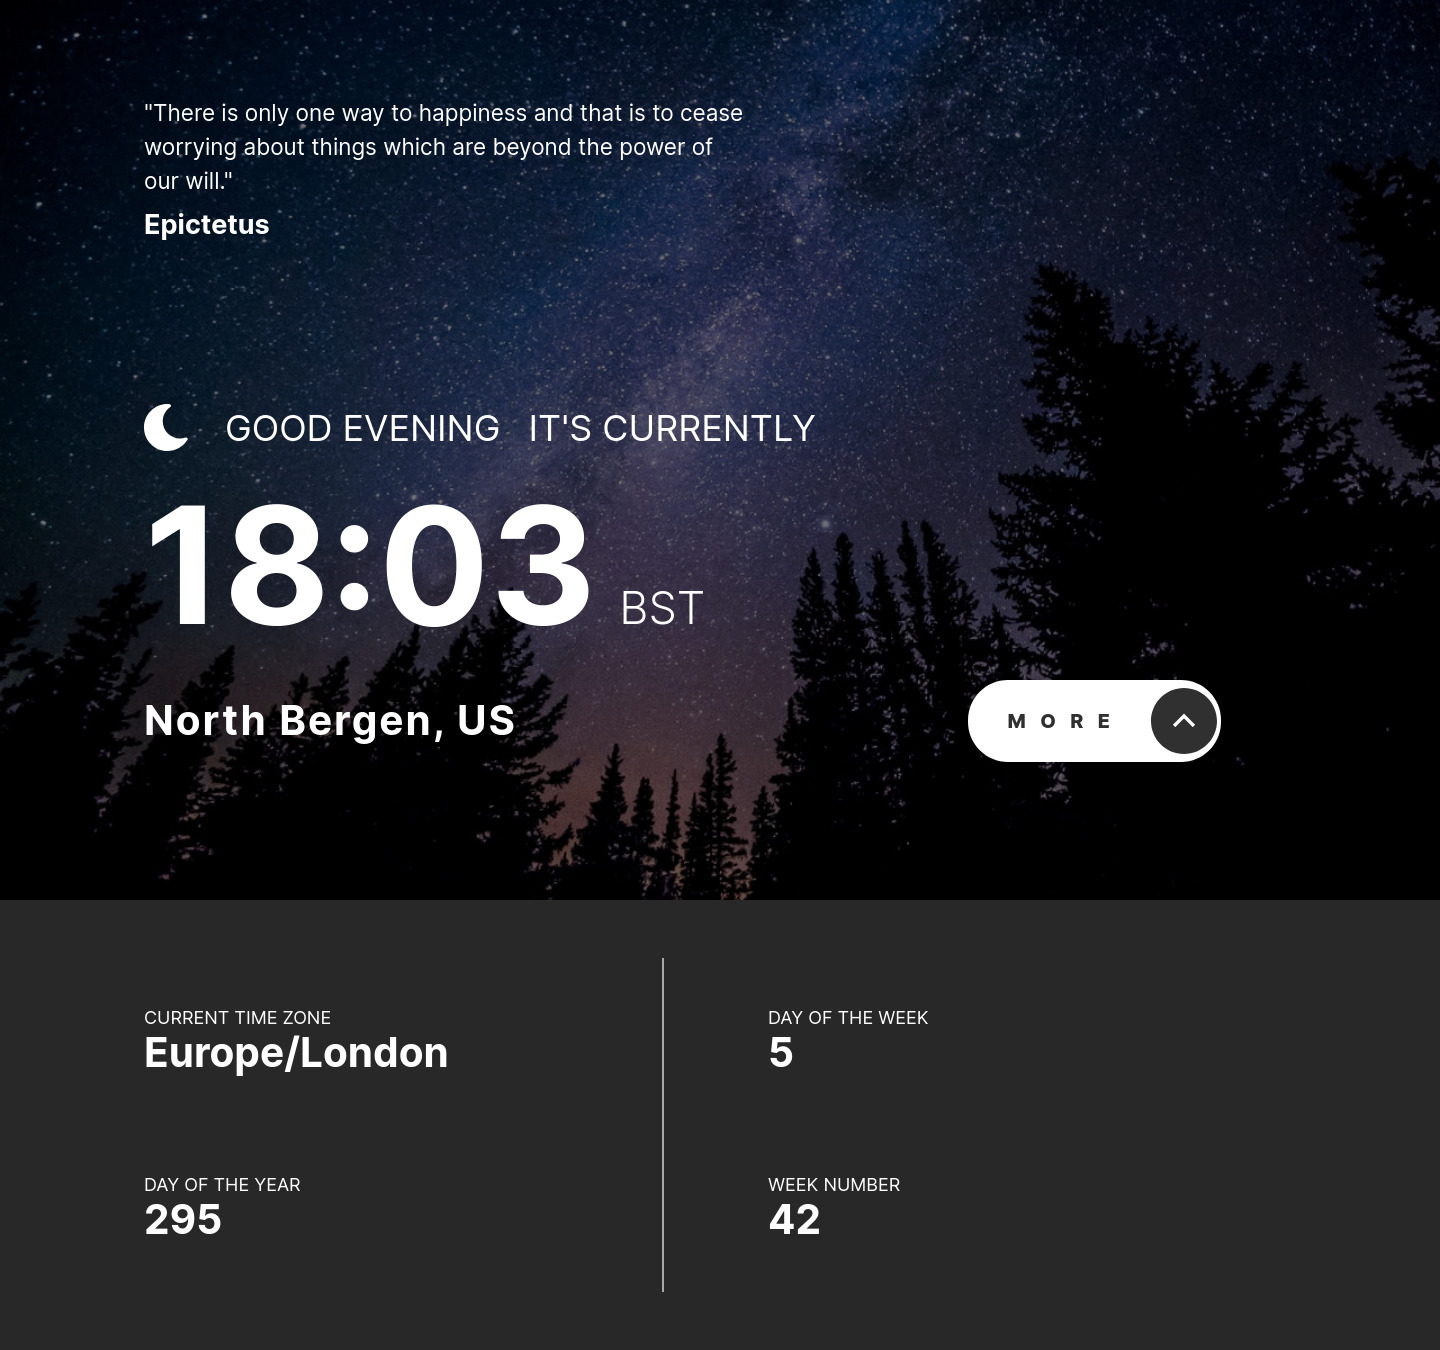 "There is only one way to happiness and that is to cease
worrying about things which are beyond the power of
our will."
Epictetus
GOOD EVENING IT'S CURRENTLY
18:03 BST
North Bergen, US
MORE
CURRENT TIME ZONE
Europe/London
DAY OF THE YEAR
295
DAY OF THE WEEK
5
WEEK NUMBER
42